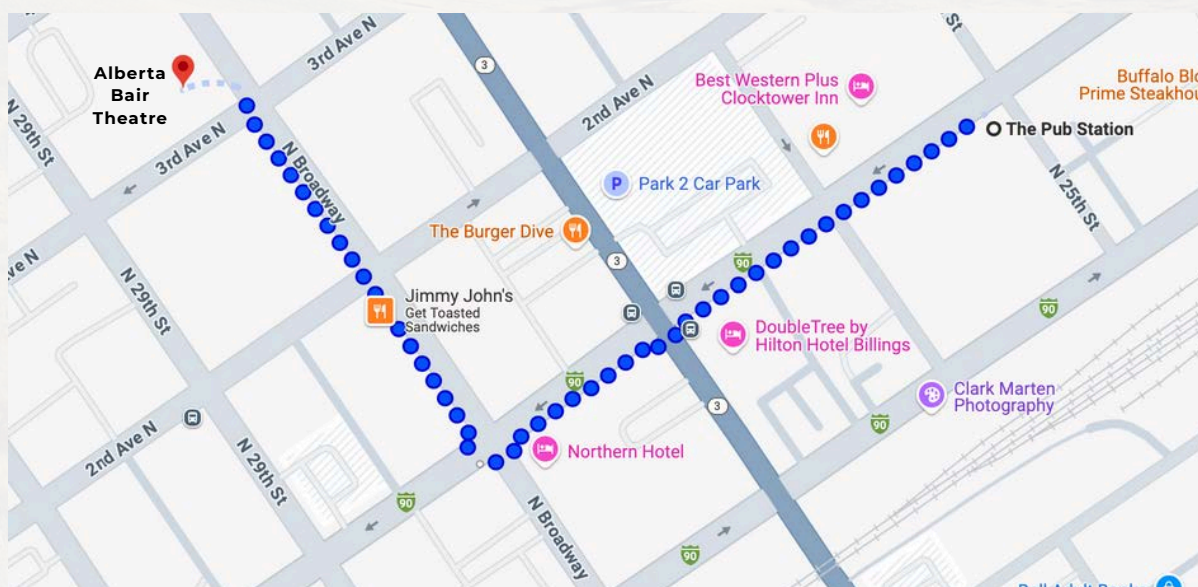 Alberta
Bair
Theatre
3rd Ave N
3rd Ave N
N 29th St
N Broadway
3
2nd Ave N
Best Western Plus
Clocktower Inn
St
Buffalo Blo
Prime Steakhou
The Pub Station
P Park 2 Car Park
N 25th St
The Burger Dive
3
90
ve N
N 29th St
Jimmy John's
Get Toasted
Sandwiches
DoubleTree by
Hilton Hotel Billings
90
90
3
Clark Marten
Photography
90
2nd Ave N
N 29th St
Northern Hotel
90
N Broadway
90